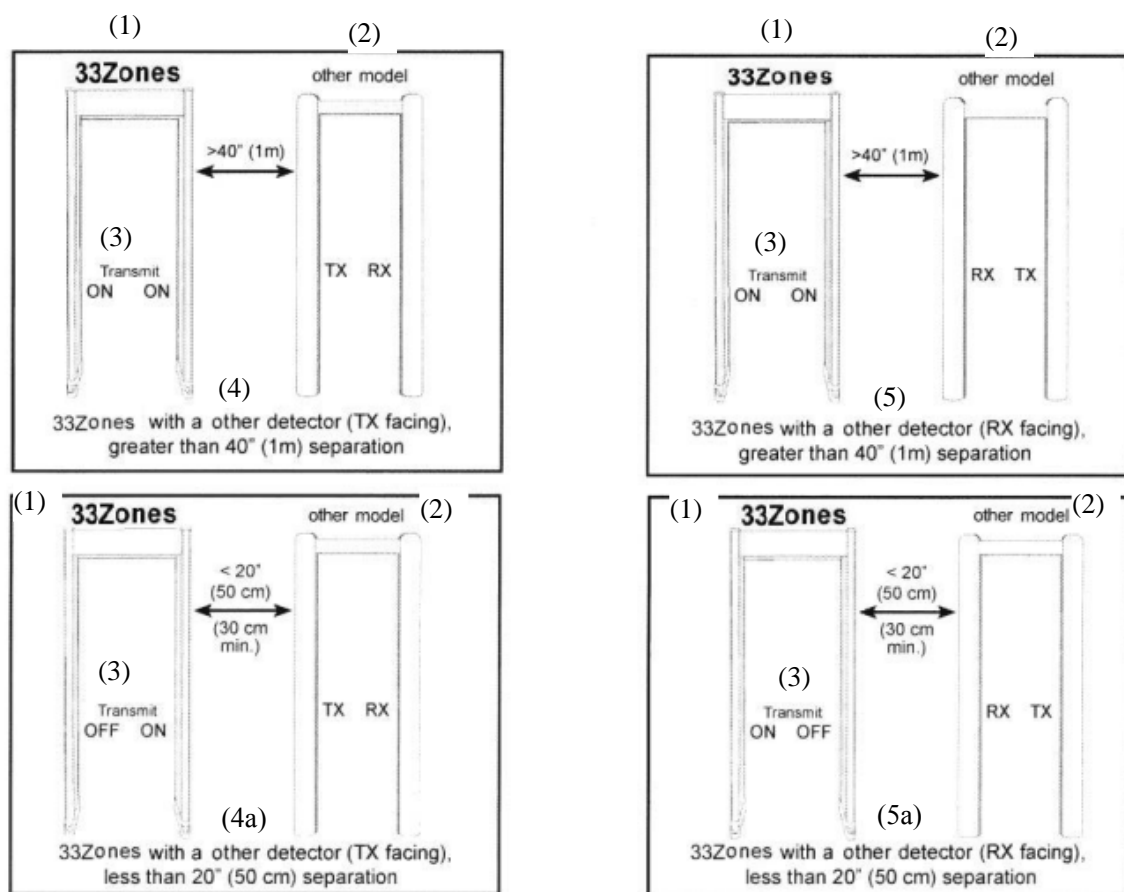 (1)
(2)
33Zones
other model
>40" (1m)
(3)
Transmit
ON ON
TX RX
(4)
33Zones with a other detector (TX facing),
greater than 40" (1m) separation
(1)
(2)
33Zones
other model
>40" (1m)
(3)
Transmit
ON ON
RX TX
(5)
33Zones with a other detector (RX facing),
greater than 40" (1m) separation
(1)
33Zones
other model
(2)
< 20"
(50 cm)
(30 cm
min.)
(3)
Transmit
OFF ON
TX RX
(4a)
33Zones with a other detector (TX facing),
less than 20" (50 cm) separation
(1)
33Zones
other model
(2)
< 20"
(50 cm)
(30 cm
min.)
(3)
Transmit
ON OFF
RX TX
(5a)
33Zones with a other detector (RX facing),
less than 20" (50 cm) separation